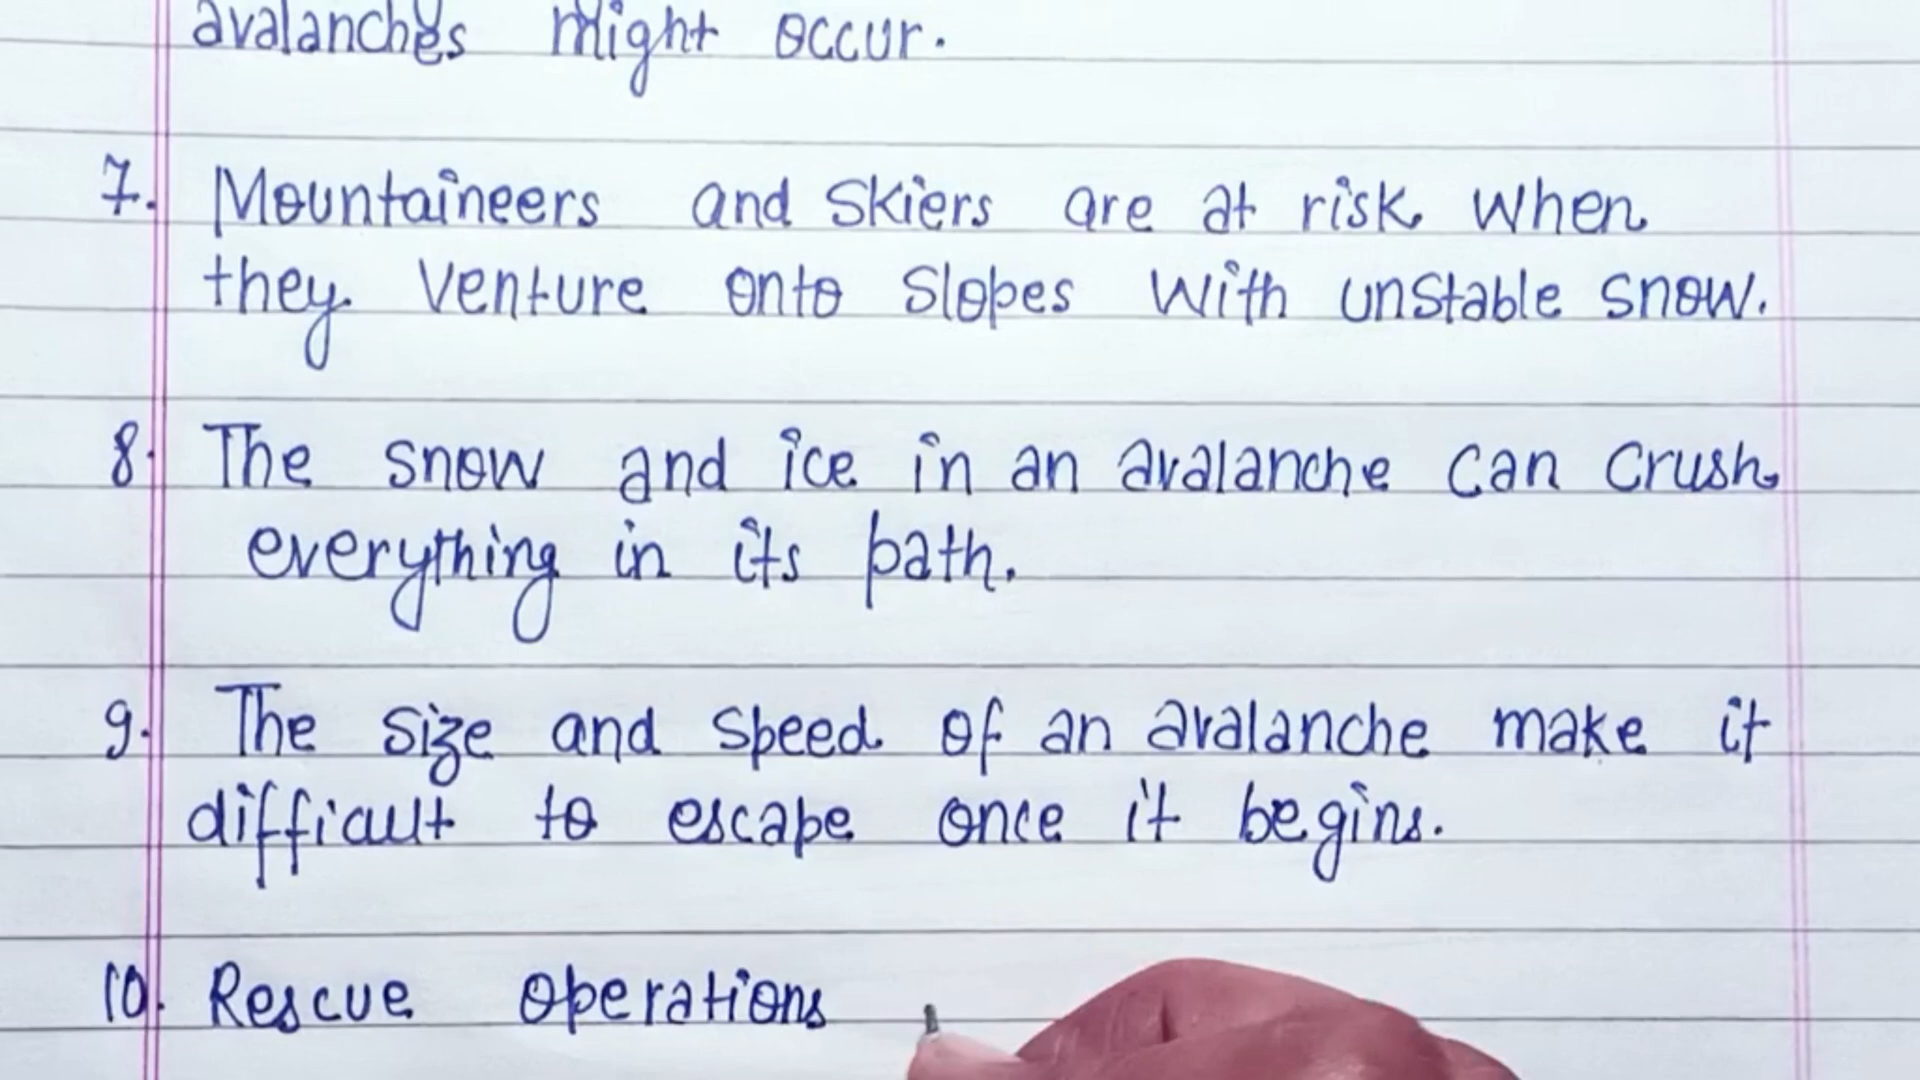 avalanches might occur.
7. Mountaineers and skiers are at risk when
they venture onto slopes with unstable snow.
8. The snow and ice in an avalanche can crush
everything in its path.
9. The size and speed of an avalanche make it
difficult to escape once it begins.
10. Rescue operations